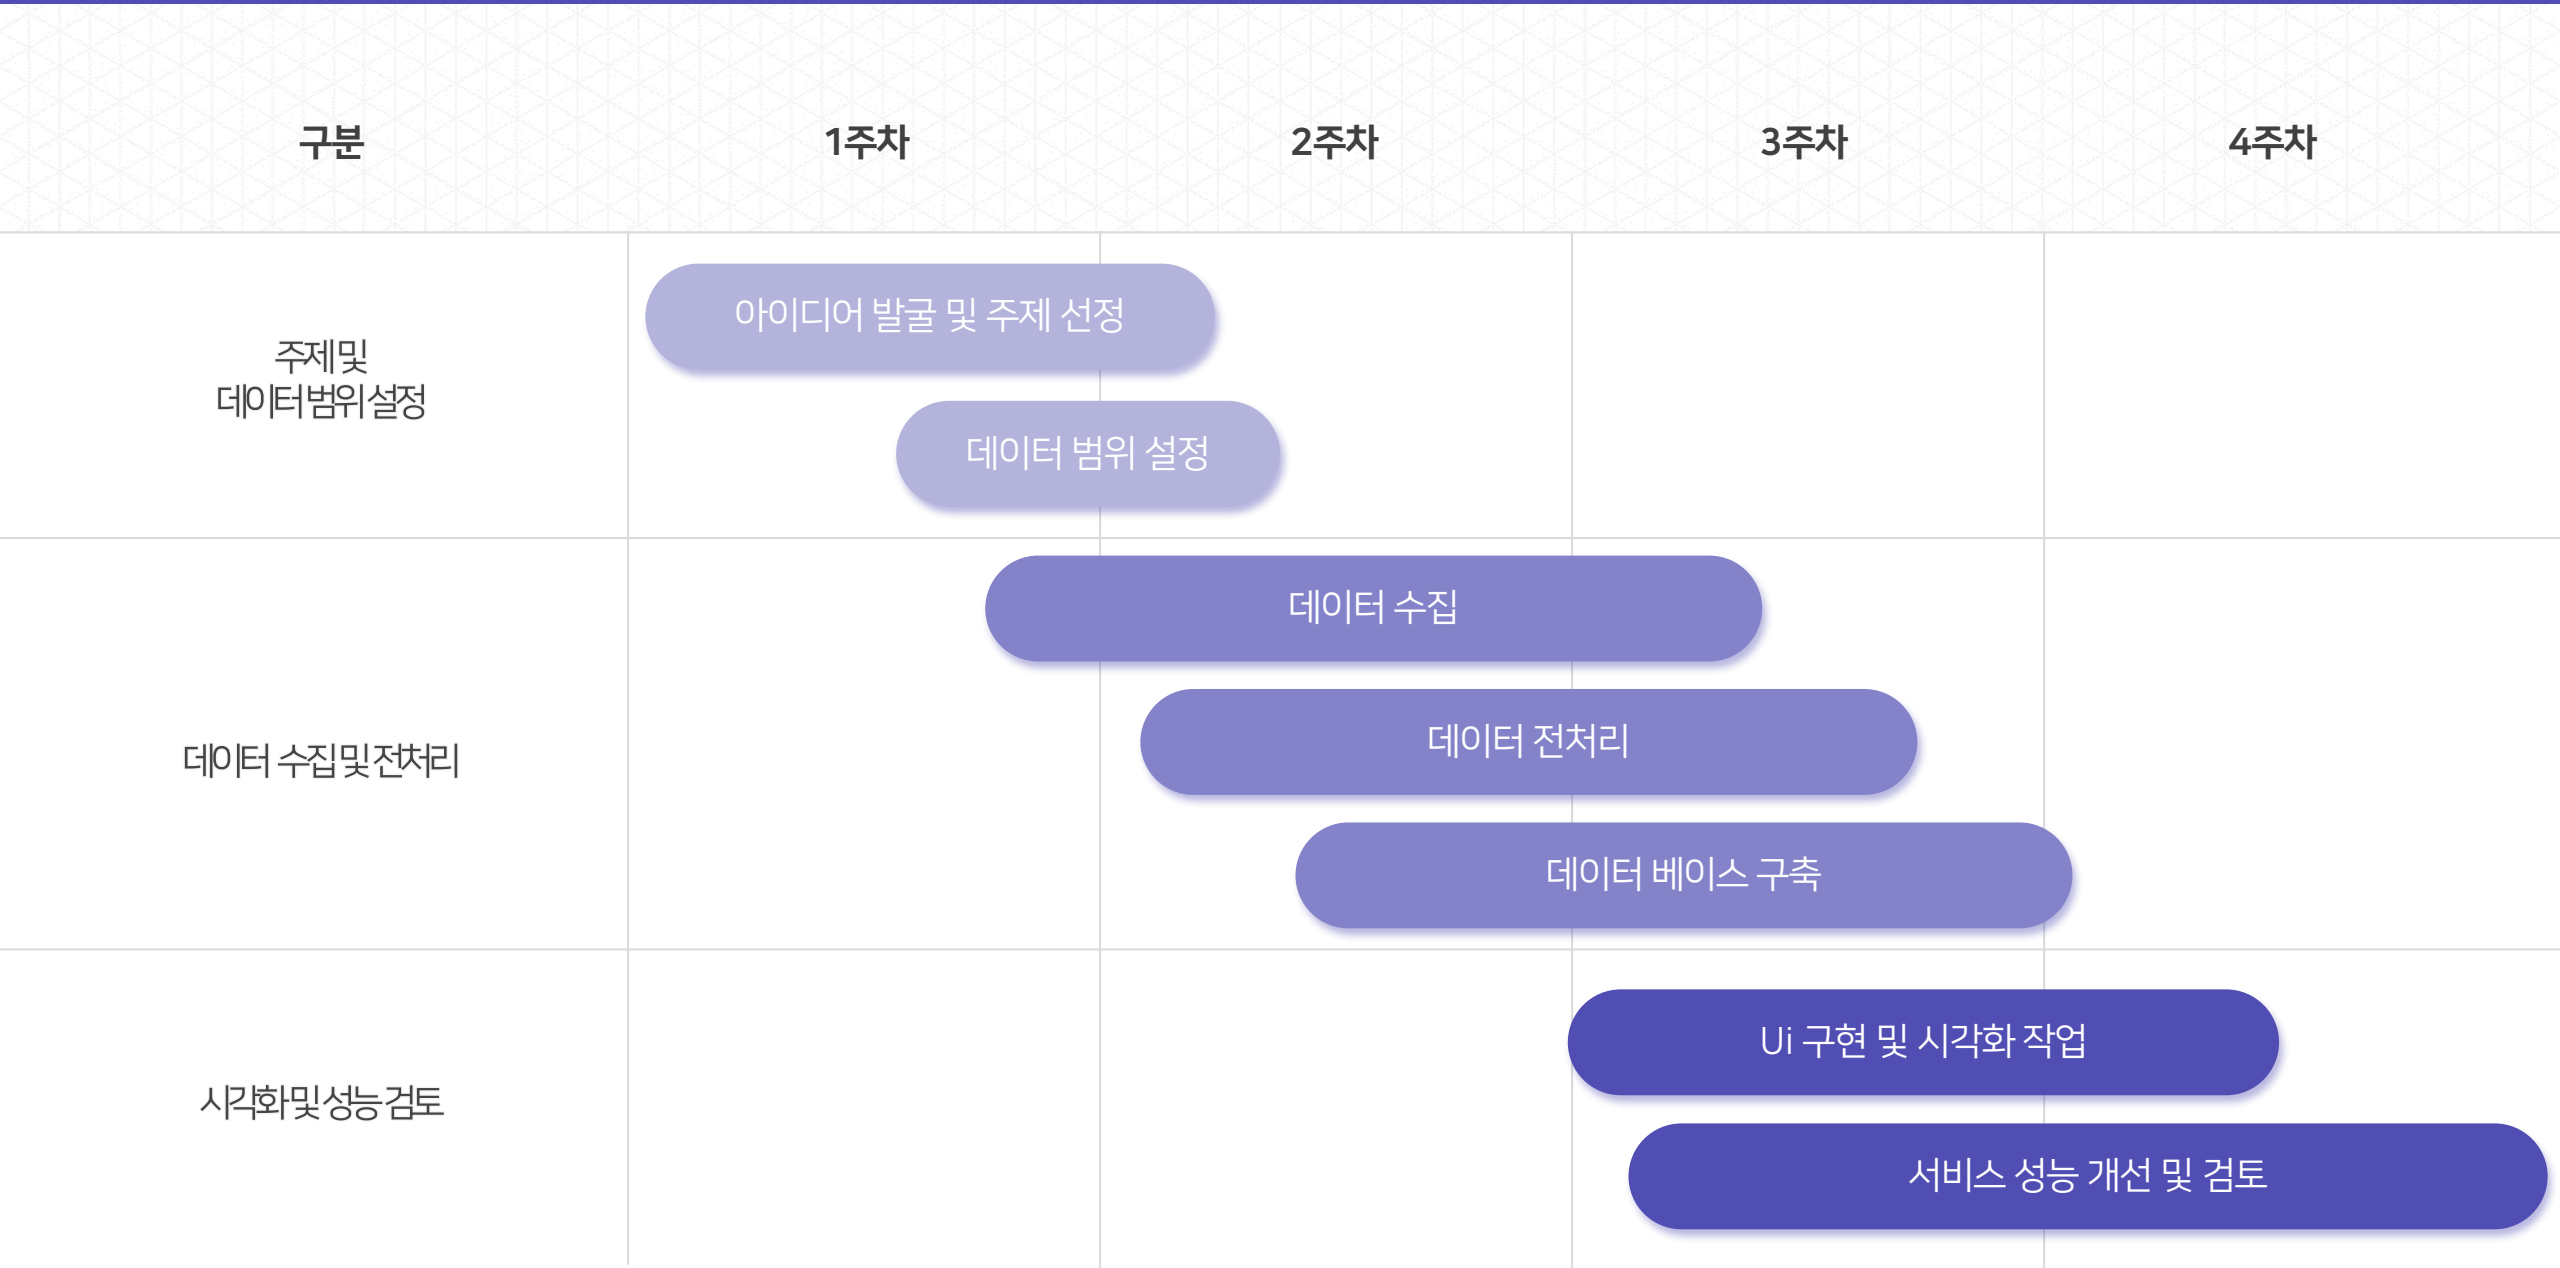 구분 1주차 2주차 3주차 4주차
주제 및
데이터 범위 설정
아이디어 발굴 및 주제 선정
데이터 범위 설정
데이터 수집 및 전처리
데이터 수집
데이터 전처리
데이터 베이스 구축
시각화 및 성능 검토
Ui 구현 및 시각화 작업
서비스 성능 개선 및 검토